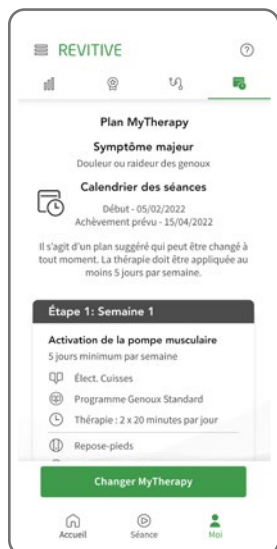 REVITIVE
Plan MyTherapy
Symptôme majeur
Douleur ou raideur des genoux
Calendrier des séances
Début - 05/02/2022
Achèvement prévu - 15/04/2022
Il s'agit d'un plan suggéré qui peut être changé à
tout moment. La thérapie doit être appliquée au
moins 5 jours par semaine.
Étape 1: Semaine 1
Activation de la pompe musculaire
5 jours minimum par semaine
Élect. Cuisses
Programme Genoux Standard
Thérapie : 2 x 20 minutes par jour
Repose-pieds
Changer MyTherapy
Accueil
Séance
Moi